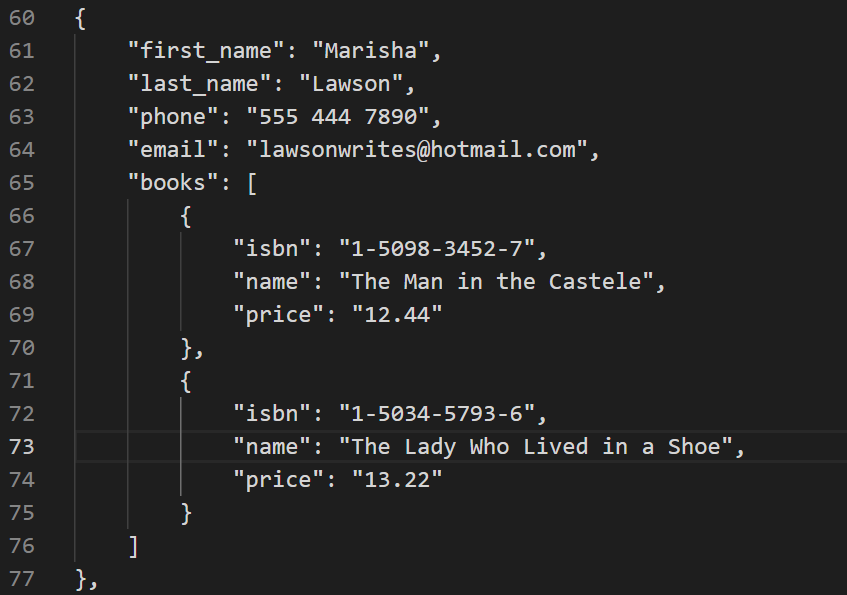 60 {
61 "first_name": "Marisha",
62 "last_name": "Lawson",
63 "phone": "555 444 7890",
64 "email": "lawsonwrites@hotmail.com",
65 "books": [
66 {
67 "isbn": "1-5098-3452-7",
68 "name": "The Man in the Castele",
69 "price": "12.44"
70 },
71 {
72 "isbn": "1-5034-5793-6",
73 "name": "The Lady Who Lived in a Shoe",
74 "price": "13.22"
75 }
76 ]
77 },